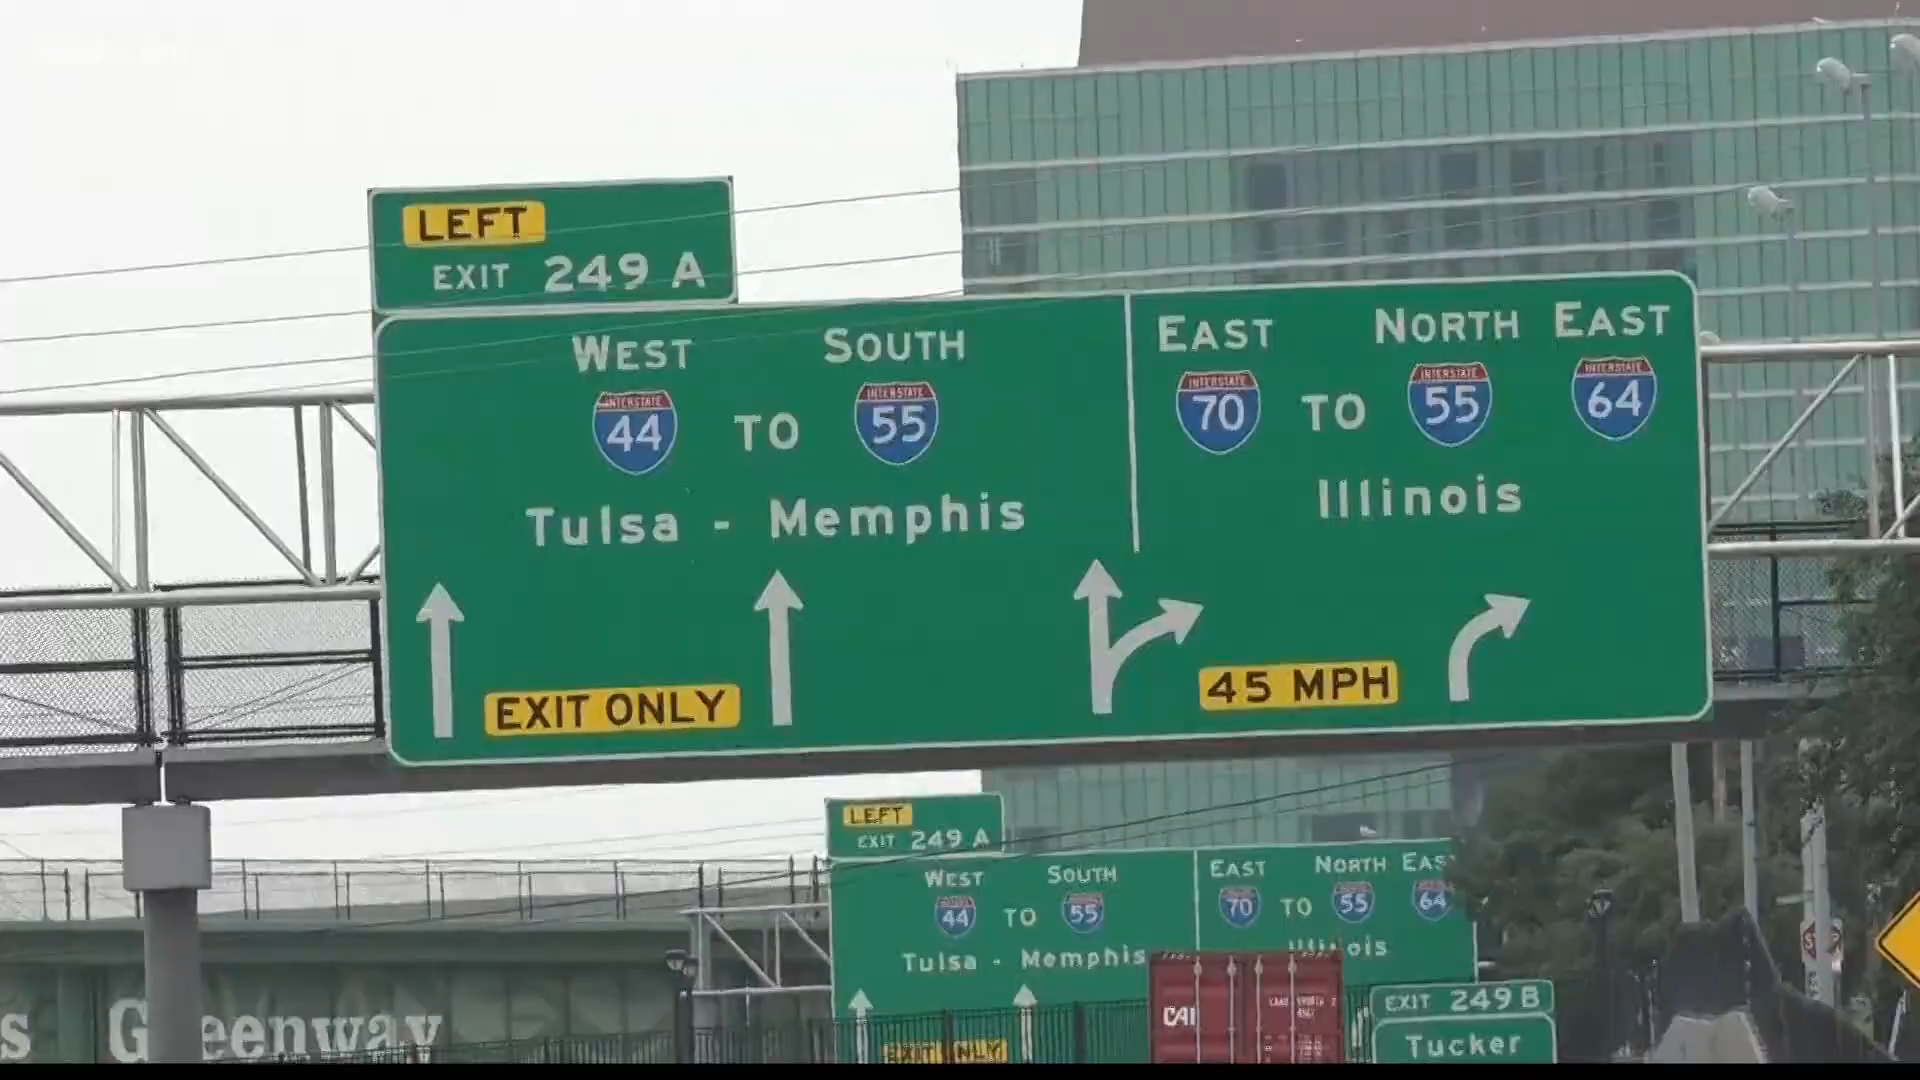 LEFT
EXIT 249 A
WEST SOUTH
INTERSTATE 44 TO INTERSTATE 55
Tulsa - Memphis
EXIT ONLY
EAST NORTH EAST
INTERSTATE 70 TO INTERSTATE 55 INTERSTATE 64
Illinois
45 MPH
LEFT
EXIT 249 A
WEST SOUTH
44 TO 55
Tulsa - Memphis
EXIT ONLY
EAST NORTH EAST
70 TO 55 64
CAI
EXIT 249 B
Tucker
Greenway